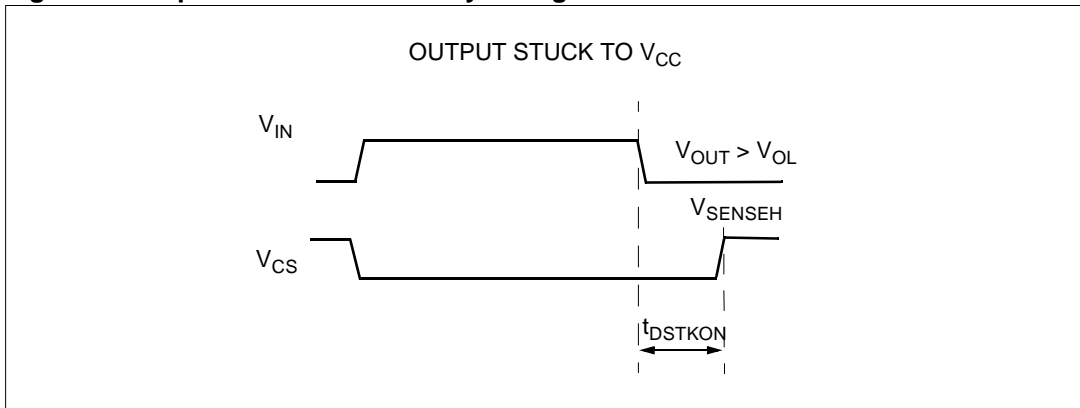 OUTPUT STUCK TO VCC
VIN
VOUT > VOL
VSENSEH
VCS
tDSTKON